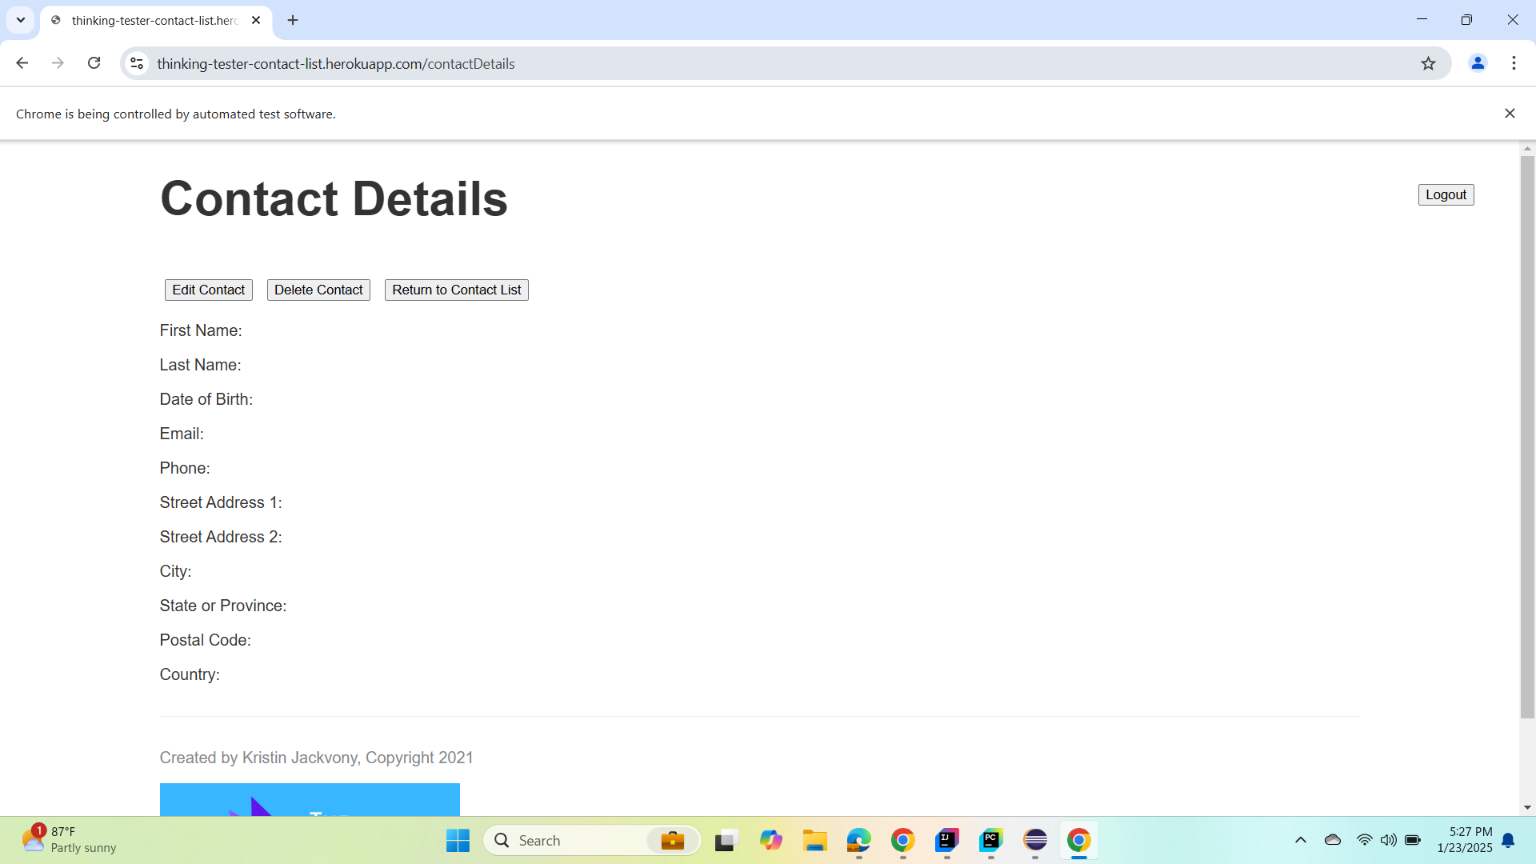 thinking-tester-contact-list.herc
thinking-tester-contact-list.herokuapp.com/contactDetails
Chrome is being controlled by automated test software.
Contact Details
Logout
Edit Contact
Delete Contact
Return to Contact List
First Name:
Last Name:
Date of Birth:
Email:
Phone:
Street Address 1:
Street Address 2:
City:
State or Province:
Postal Code:
Country:
Created by Kristin Jackvony, Copyright 2021
1
87°F
Partly sunny
Search
IJ
PC
5:27 PM
1/23/2025